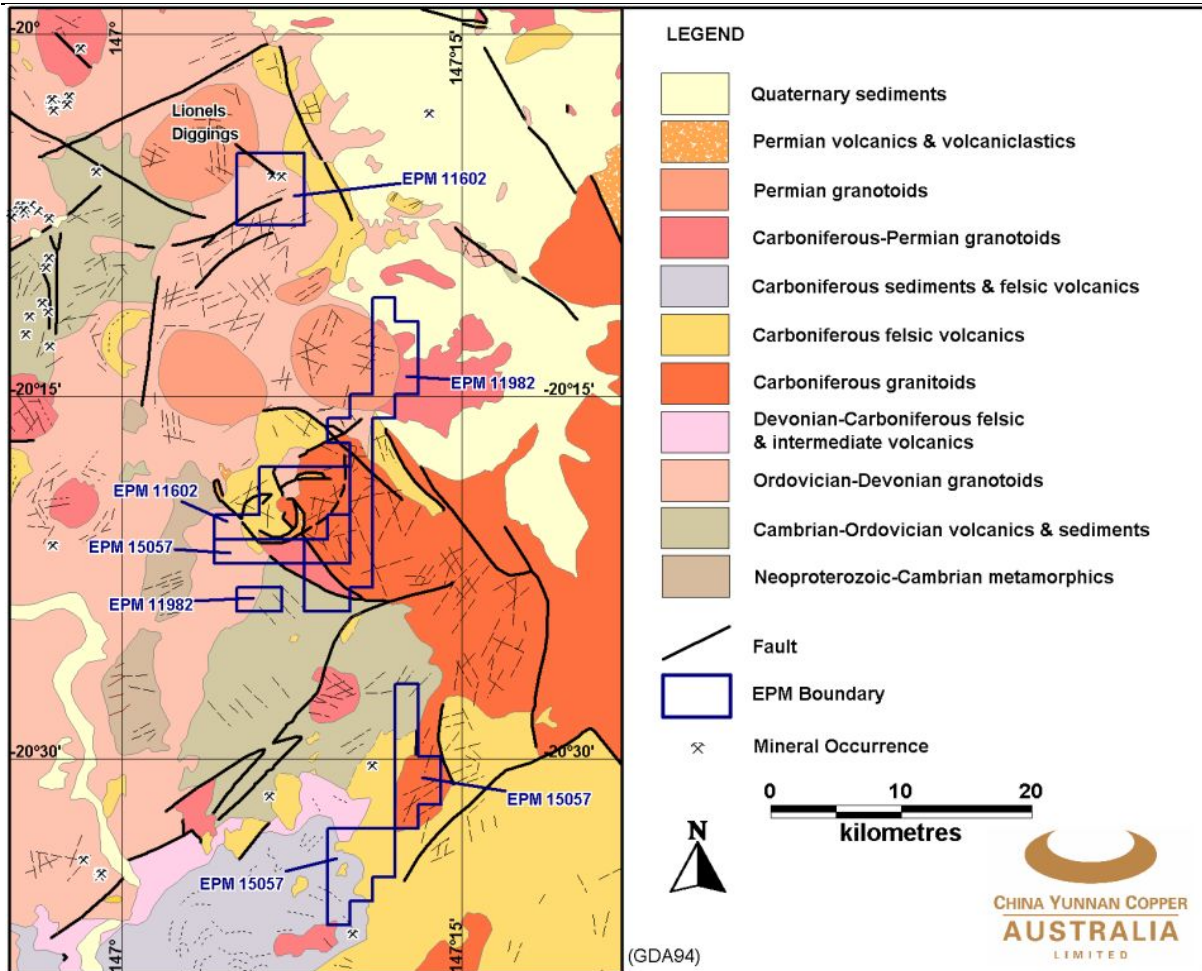 -20°
147°
147°15'
Lionels
Diggings
EPM 11602
-20°15'
-20°15'
EPM 11982
EPM 11602
EPM 15057
EPM 11982
-20°30'
-20°30'
EPM 15057
EPM 15057
147°
147°15'
(GDA94)
LEGEND
Quaternary sediments
Permian volcanics & volcaniclastics
Permian granotoids
Carboniferous-Permian granotoids
Carboniferous sediments & felsic volcanics
Carboniferous felsic volcanics
Carboniferous granitoids
Devonian-Carboniferous felsic
& intermediate volcanics
Ordovician-Devonian granotoids
Cambrian-Ordovician volcanics & sediments
Neoproterozoic-Cambrian metamorphics
Fault
EPM Boundary
Mineral Occurrence
0 10 20
kilometres
N
CHINA YUNNAN COPPER
AUSTRALIA
LIMITED